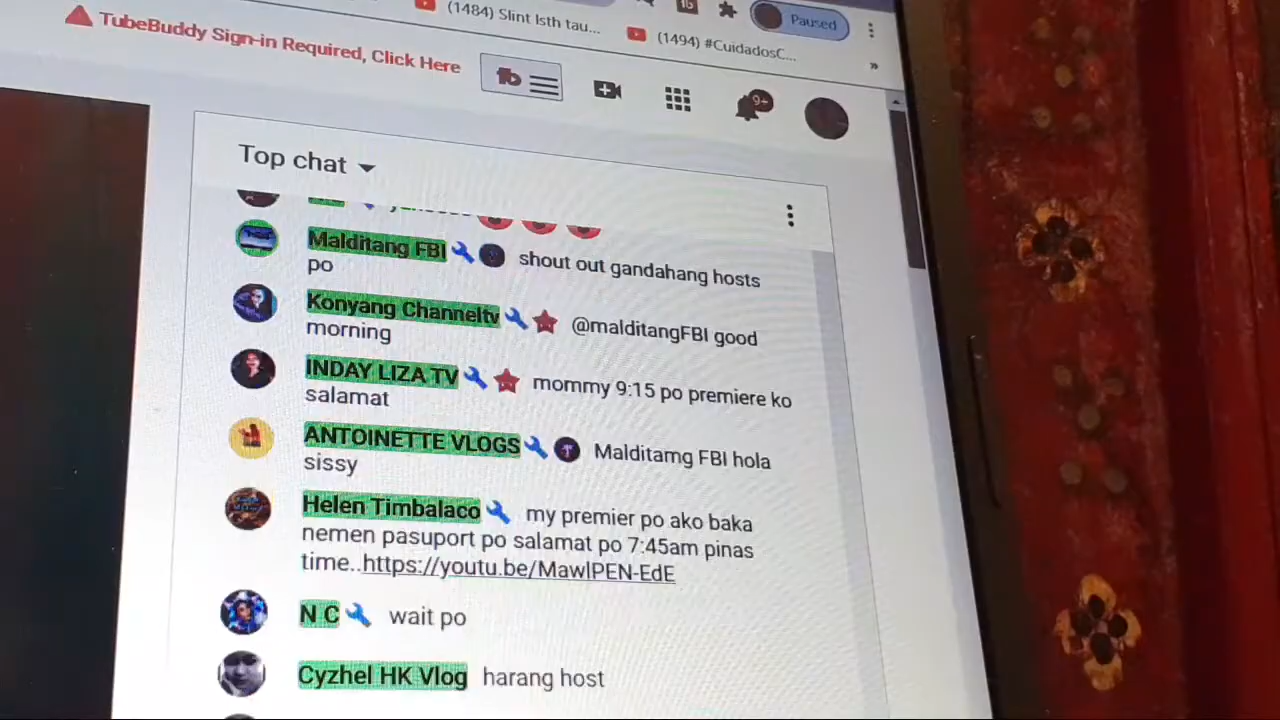 (1484) Slint Isth tau...
(1494) #CuidadosC...
Paused
»
TubeBuddy Sign-in Required, Click Here
9+
Top chat
Malditang FBI shout out gandahang hosts
po
Konyang Channeltv @malditangFBI good
morning
INDAY LIZA TV mommy 9:15 po premiere ko
salamat
ANTOINETTE VLOGS Malditamg FBI hola
sissy
Helen Timbalaco my premier po ako baka
nemen pasuport po salamat po 7:45am pinas
time..https://youtu.be/MawlPEN-EdE
N C wait po
Cyzhel HK Vlog harang host